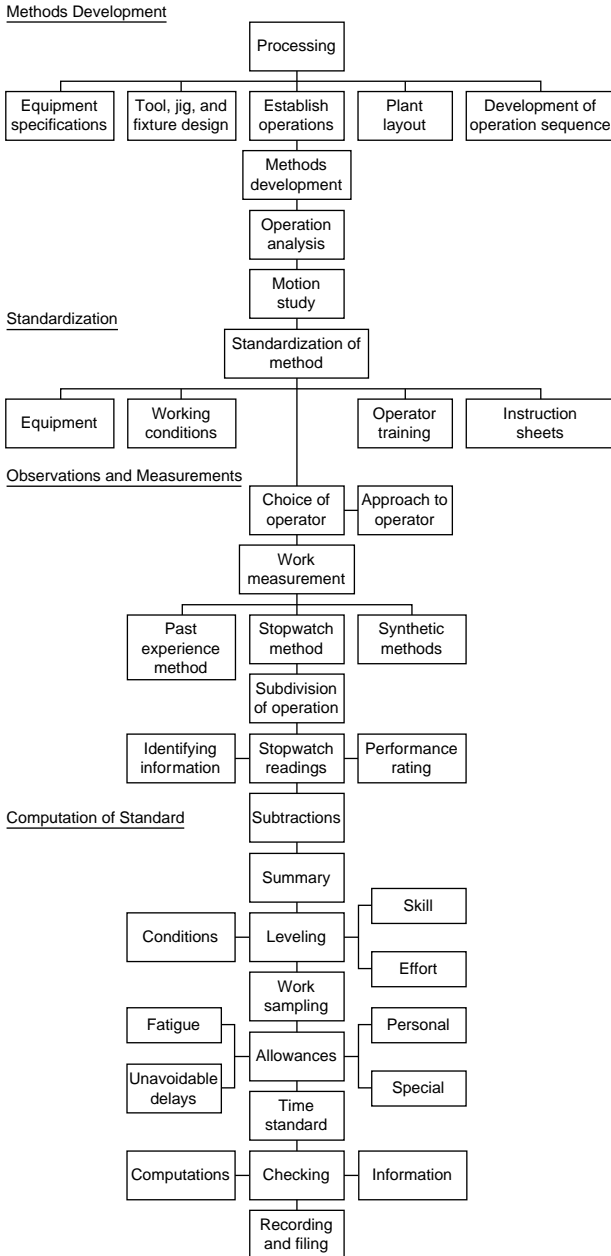 Methods Development
Processing
Equipment
specifications
Tool, jig, and
fixture design
Establish
operations
Plant
layout
Development of
operation sequence
Methods
development
Operation
analysis
Motion
study
Standardization
Standardization of
method
Equipment
Working
conditions
Operator
training
Instruction
sheets
Observations and Measurements
Choice of
operator
Approach to
operator
Work
measurement
Past
experience
method
Stopwatch
method
Synthetic
methods
Subdivision
of operation
Identifying
information
Stopwatch
readings
Performance
rating
Computation of Standard
Subtractions
Summary
Conditions
Leveling
Skill
Effort
Work
sampling
Fatigue
Unavoidable
delays
Allowances
Personal
Special
Time
standard
Computations
Checking
Information
Recording
and filing